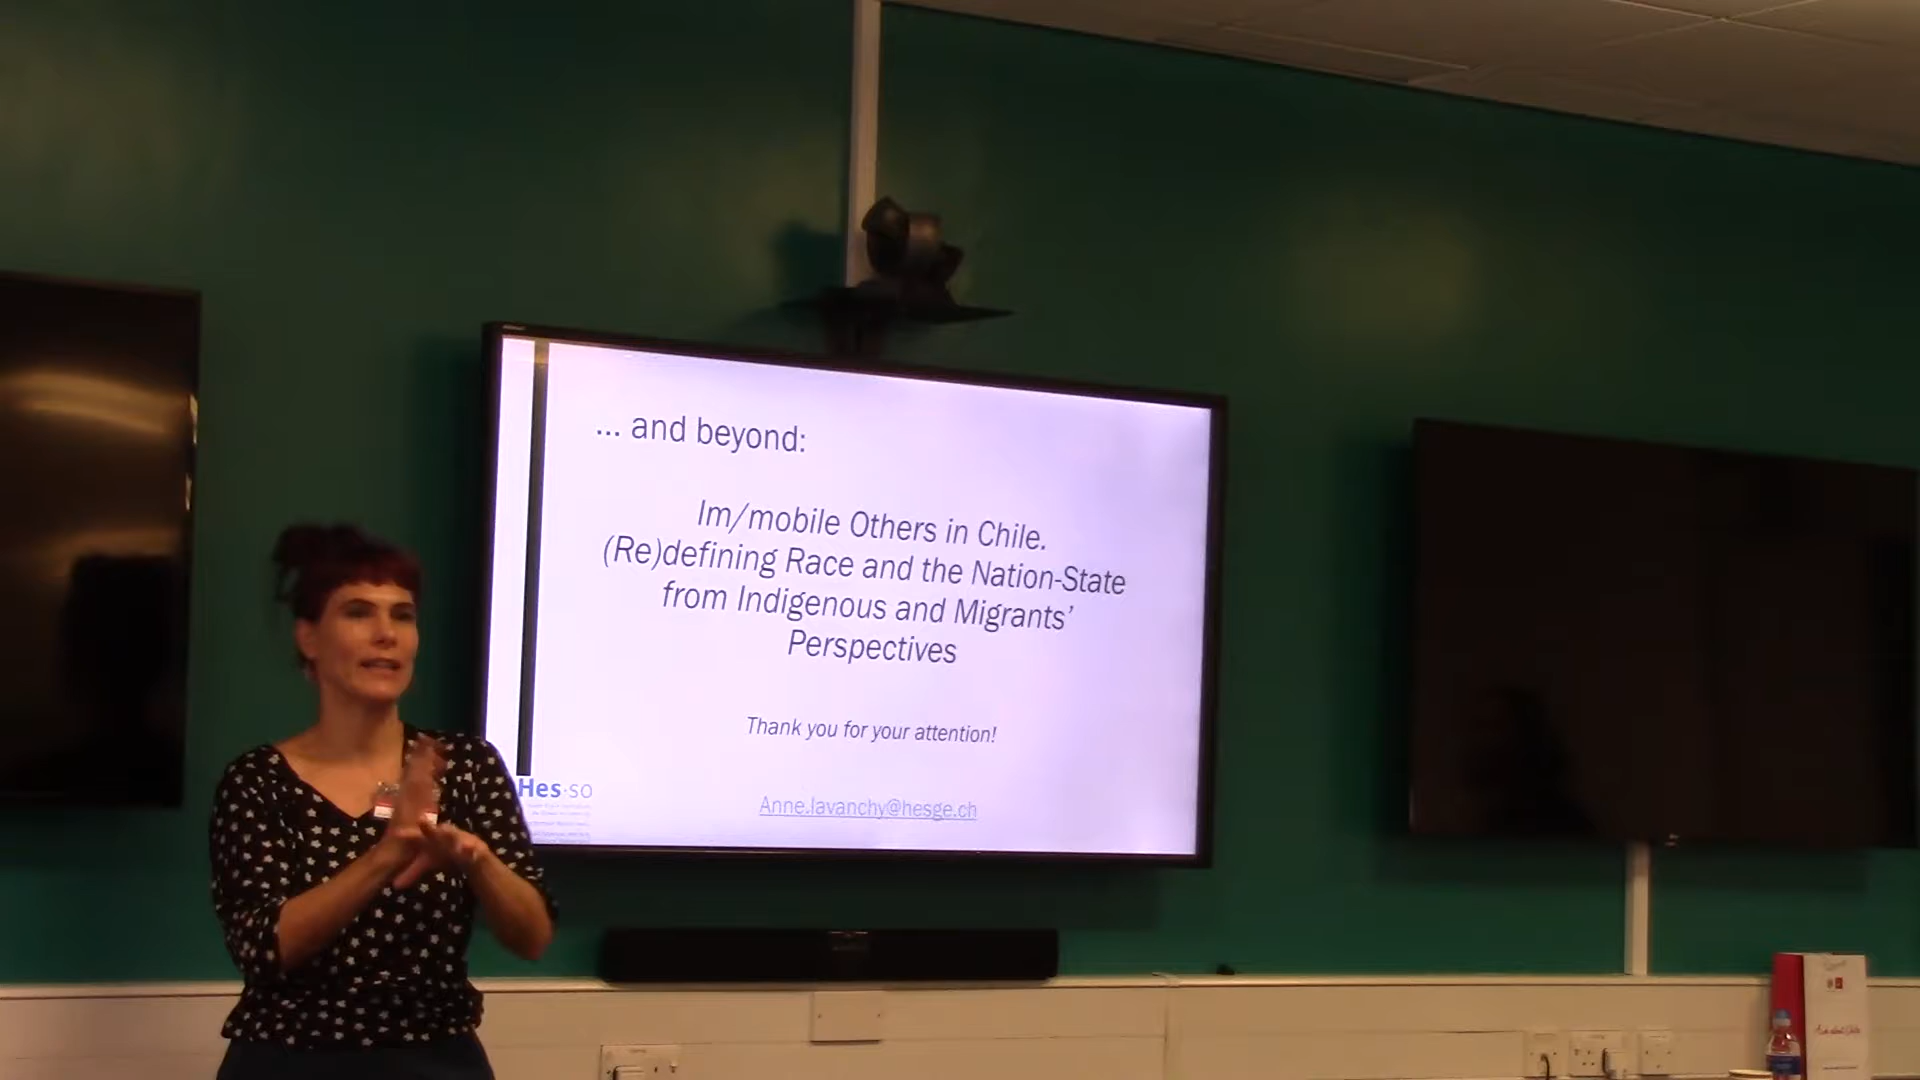 ... and beyond:
Im/mobile Others in Chile.
(Re)defining Race and the Nation-State
from Indigenous and Migrants'
Perspectives
Thank you for your attention!
Hes·so
Anne.lavanchy@hesge.ch